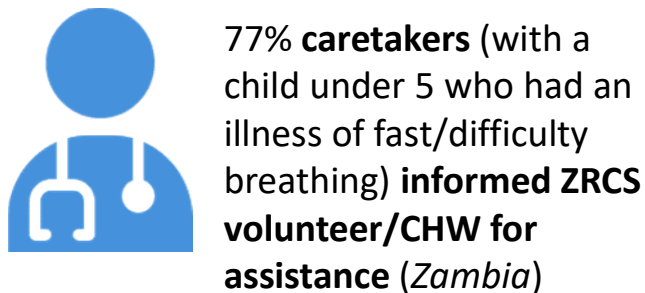 77% caretakers (with a
child under 5 who had an
illness of fast/difficulty
breathing) informed ZRCS
volunteer/CHW for
assistance (Zambia)